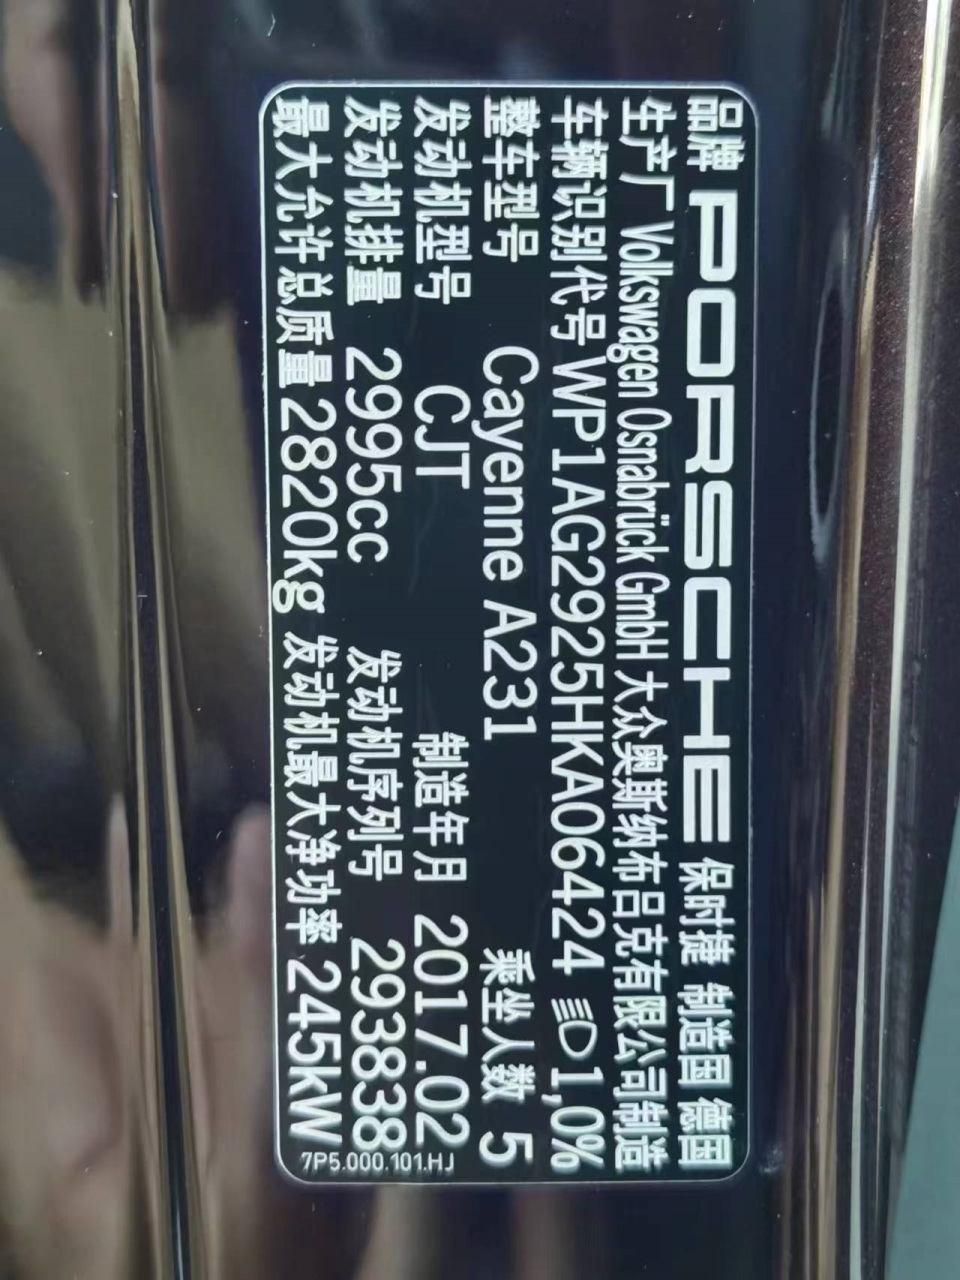 品牌 PORSCHE 保时捷 制造国 德国
生产厂 Volkswagen Osnabrück GmbH 大众奥斯纳布吕克有限公司制造
车辆识别代号 WP1AG2925HKA06424 1,0%
整车型号 Cayenne A231 乘坐人数 5
发动机型号 CJT 制造年月 2017.02
发动机排量 2995cc 发动机序列号 293838
最大允许总质量 2820kg 发动机最大净功率 245kW
7P5.000.101.HJ